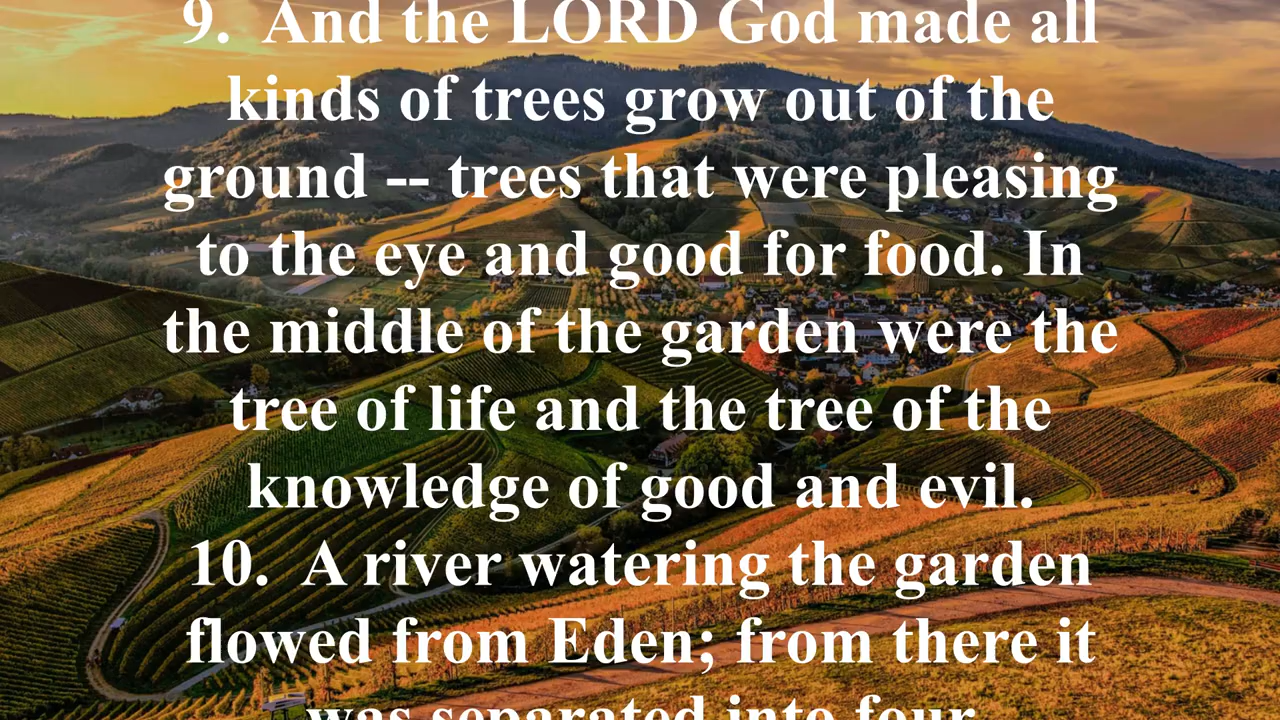 9.  And the LORD God made all
kinds of trees grow out of the
ground -- trees that were pleasing
to the eye and good for food. In
the middle of the garden were the
tree of life and the tree of the
knowledge of good and evil.
10.  A river watering the garden
flowed from Eden; from there it
was separated into four